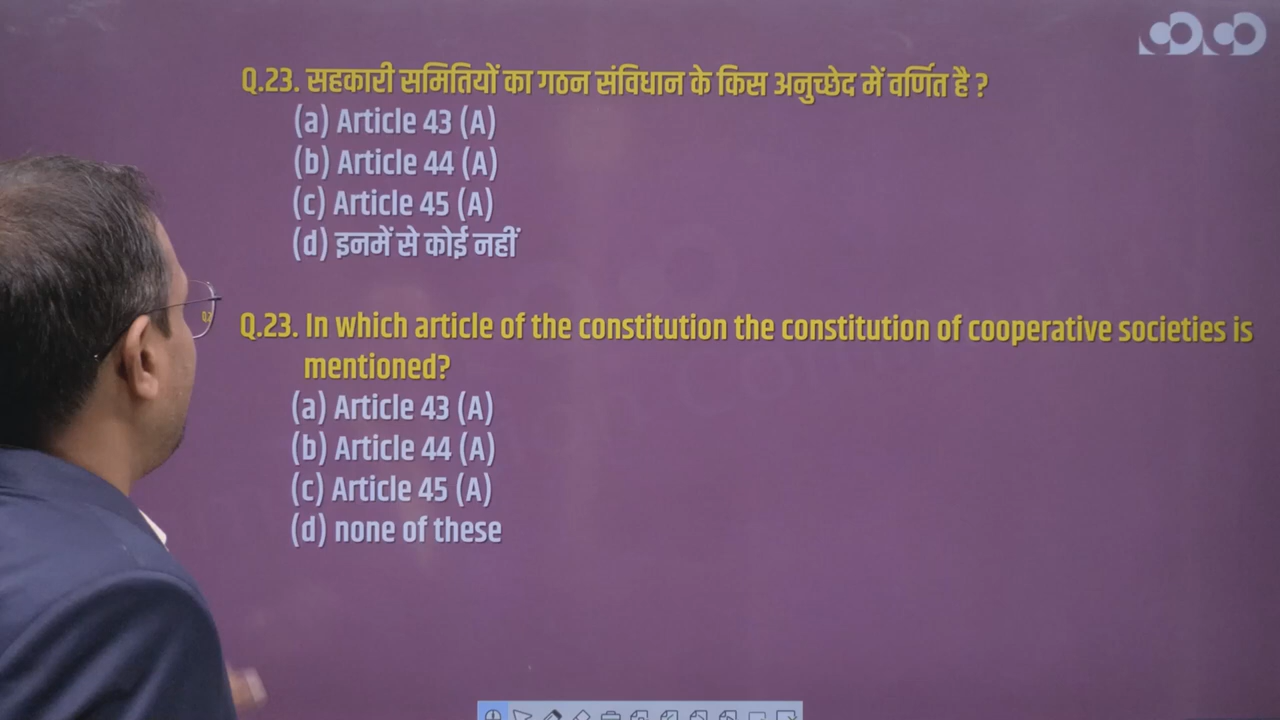 Q.23. सहकारी समितियों का गठन संविधान के किस अनुच्छेद में वर्णित है ?
(a) Article 43 (A)
(b) Article 44 (A)
(c) Article 45 (A)
(d) इनमें से कोई नहीं
Q.23. In which article of the constitution the constitution of cooperative societies is
mentioned?
(a) Article 43 (A)
(b) Article 44 (A)
(c) Article 45 (A)
(d) none of these